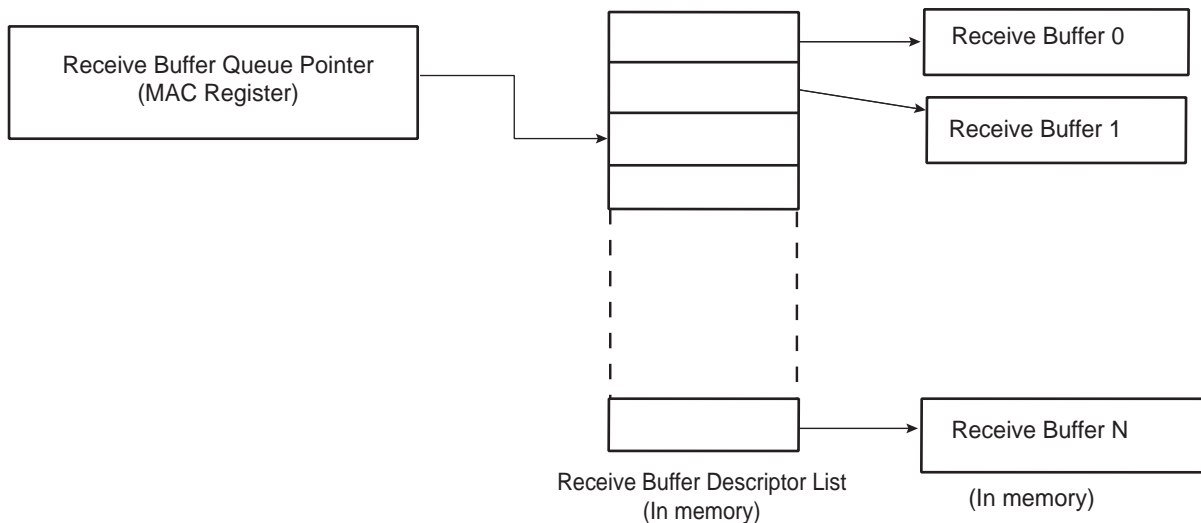 Receive Buffer Queue Pointer
(MAC Register)
Receive Buffer 0
Receive Buffer 1
Receive Buffer N
Receive Buffer Descriptor List
(In memory)
(In memory)